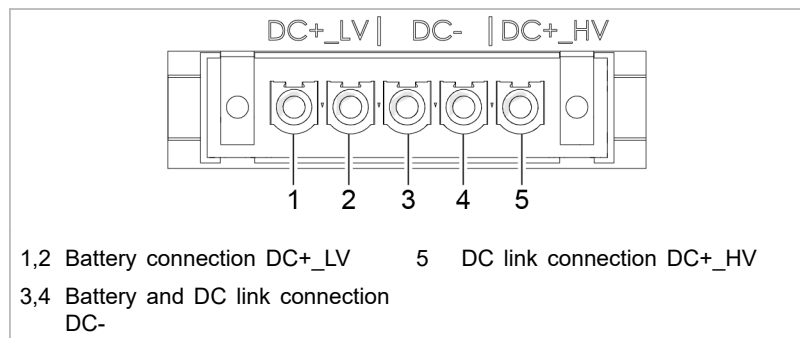 DC+_LV | DC- | DC+_HV
1 2 3 4 5
1,2 Battery connection DC+_LV 5 DC link connection DC+_HV
3,4 Battery and DC link connection
DC-